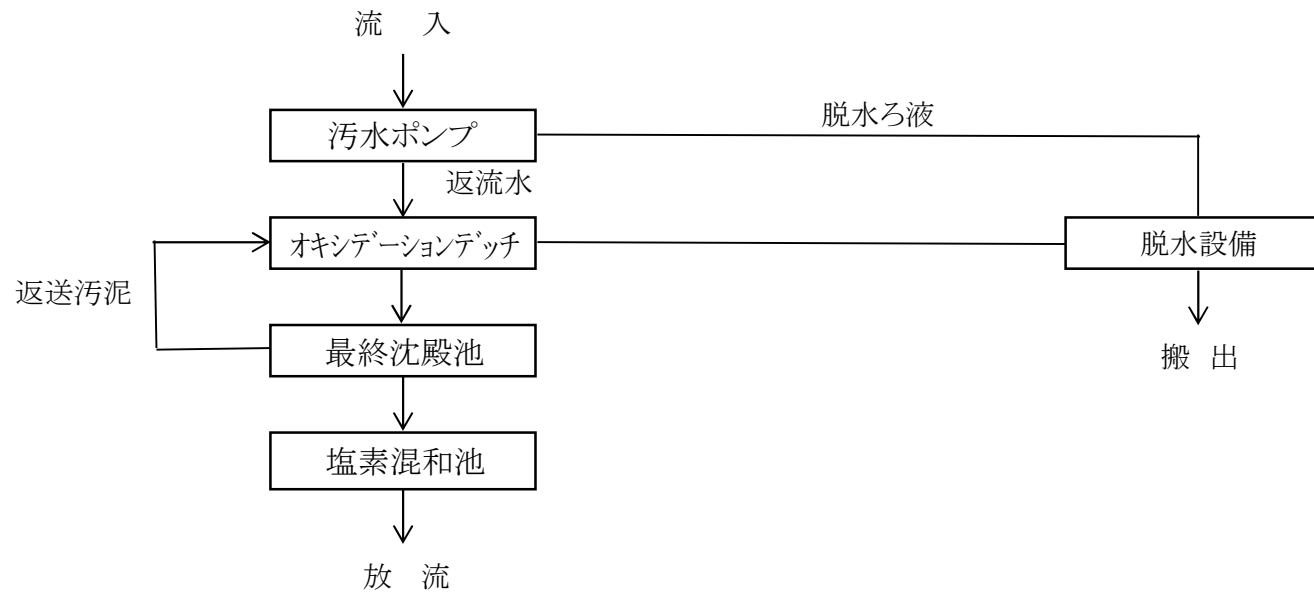 流　入
汚水ポンプ
脱水ろ液
返流水
オキシデーションデッチ
脱水設備
返送汚泥
最終沈殿池
搬　出
塩素混和池
放　流